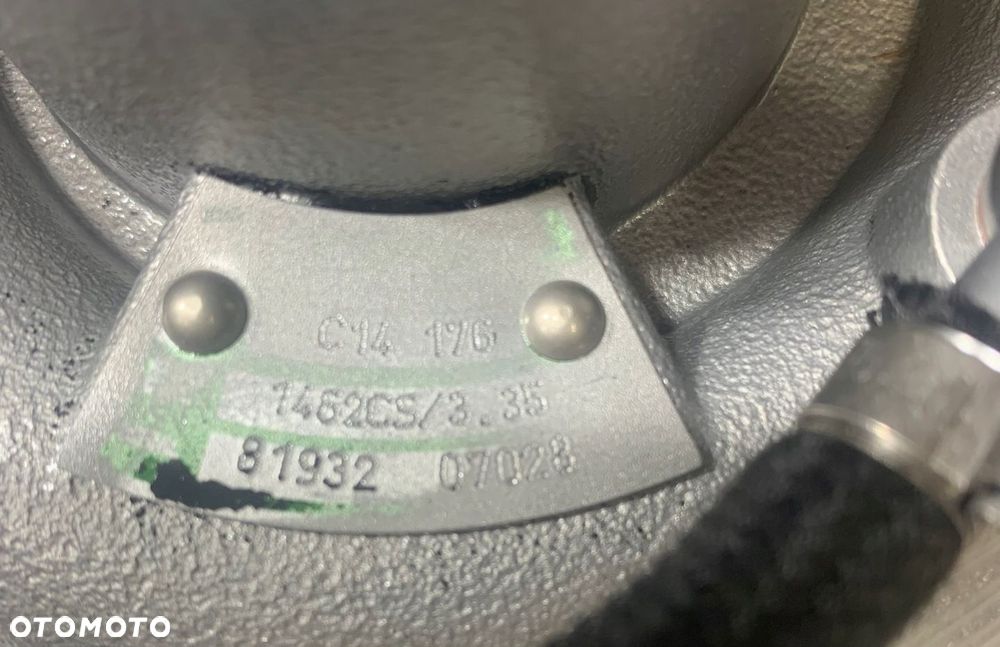 C14 176
1462CS/3.35
81932 07028
OTOMOTO